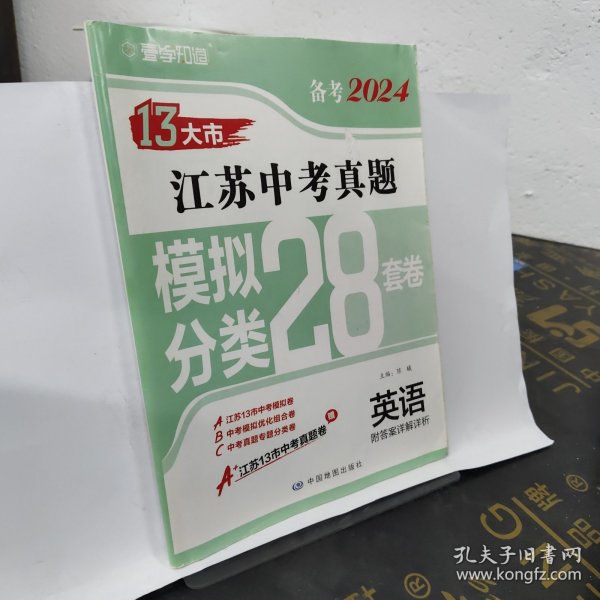 壹学知道
备考2024
13大市
江苏中考真题
模拟
分类
28
套卷
主编：陈曦
英语
附答案详解详析
A 江苏13市中考模拟卷
B 中考模拟优化组合卷
C 中考真题专题分类卷
A+江苏13市中考真题卷 赠
中国地图出版社
孔夫子旧书网
www.kongfz.com